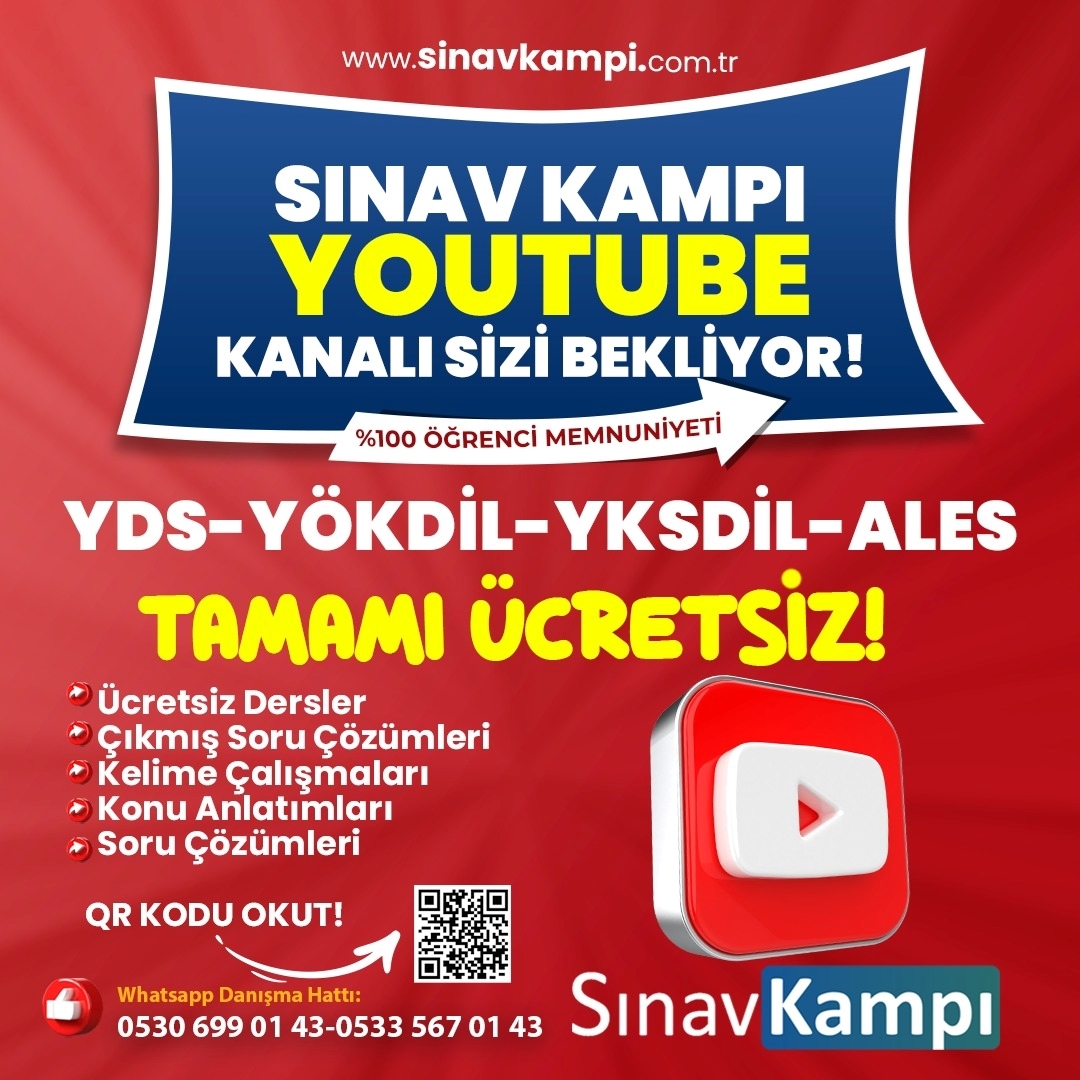 www.sinavkampi.com.tr
SINAV KAMPI
YOUTUBE
KANALI SİZİ BEKLİYOR!
%100 ÖĞRENCİ MEMNUNİYETİ
YDS-YÖKDİL-YKSDİL-ALES
TAMAMI ÜCRETSİZ!
Ücretsiz Dersler
Çıkmış Soru Çözümleri
Kelime Çalışmaları
Konu Anlatımları
Soru Çözümleri
QR KODU OKUT!
Whatsapp Danışma Hattı:
0530 699 01 43-0533 567 01 43
SınavKampı